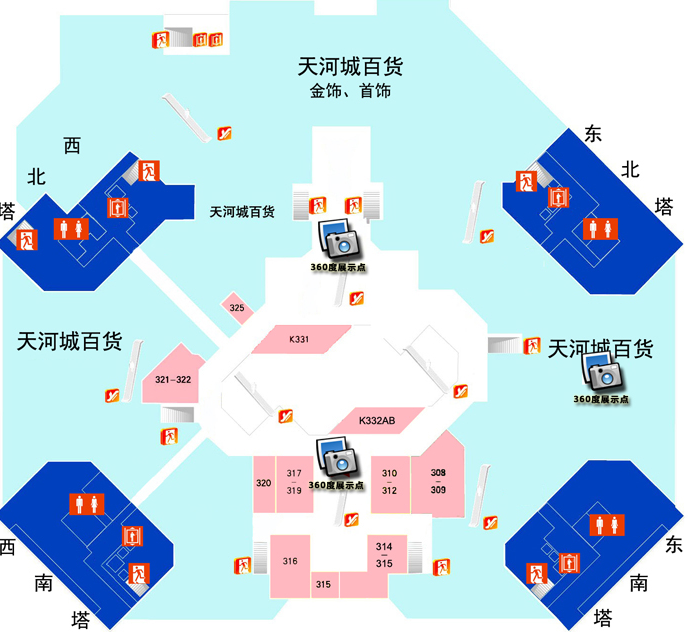 天河城百货
金饰、首饰
西
北
塔
东
北
塔
天河城百货
360度展示点
325
K331
天河城百货
天河城百货
321-322
360度展示点
K332AB
320
317
-
319
360度展示点
310
-
312
309
316
314
-
315
315
西
南
塔
东
南
塔